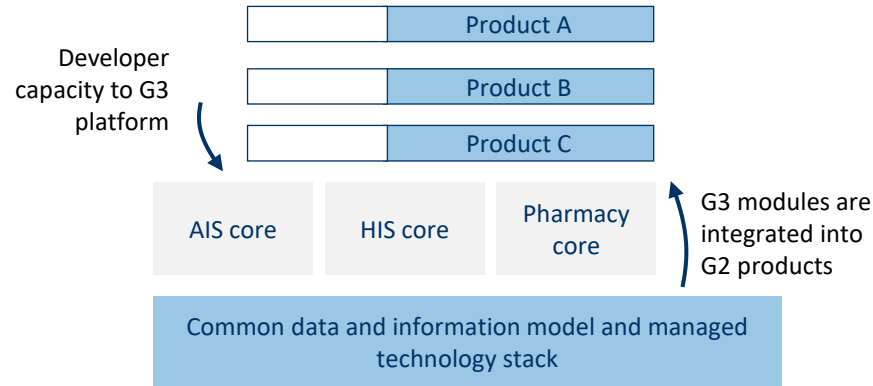 Product A
Developer
capacity to G3
platform
Product B
Product C
AIS core
HIS core
Pharmacy
core
G3 modules are
integrated into
G2 products
Common data and information model and managed
technology stack